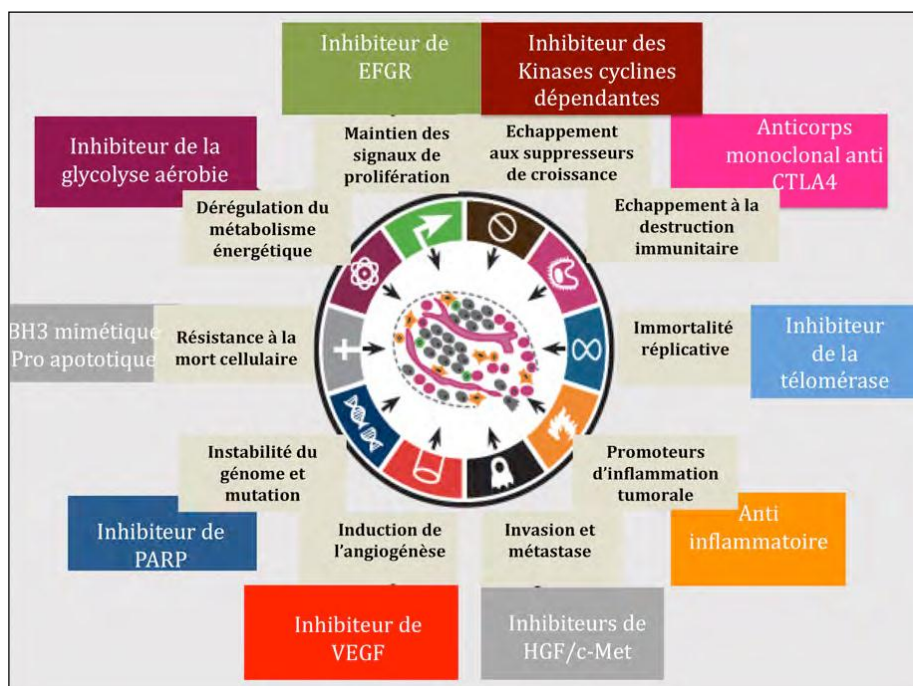 Inhibiteur de
EFGR
Inhibiteur des
Kinases cyclines
dépendantes
Inhibiteur de la
glycolyse aérobie
Maintien des
signaux de
prolifération
Echappement
aux suppresseurs
de croissance
Anticorps
monoclonal anti
CTLA4
Dérégulation du
métabolisme
énergétique
Echappement à la
destruction
immunitaire
BH3 mimétique
Pro apototique
Résistance à la
mort cellulaire
Immortalité
réplicative
Inhibiteur
de la
télomérase
Instabilité du
génome et
mutation
Promoteurs
d'inflammation
tumorale
Inhibiteur de
PARP
Induction de
l'angiogénèse
Invasion et
métastase
Anti
inflammatoire
Inhibiteur de
VEGF
Inhibiteurs de
HGF/c-Met